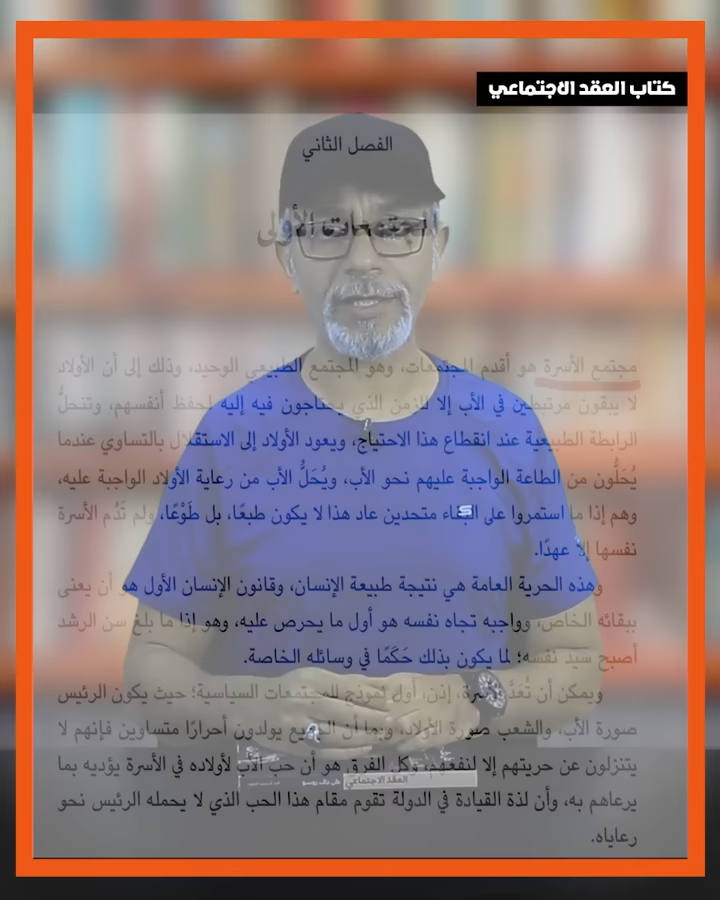 كتاب العقد الاجتماعي
الفصل الثاني
المجتمعات الأولى
مجتمع الأسرة هو أقدم المجتمعات، وهو المجتمع الطبيعي الوحيد، وذلك إلى أن الأولاد
لا يبقون مرتبطين في الأب إلا للزمن الذي يحتاجون فيه إليه لحفظ أنفسهم، وتنحلُّ
الرابطة الطبيعية عند انقطاع هذا الاحتياج، ويعود الأولاد إلى الاستقلال بالتساوي عندما
يُحَلُّون من الطاعة الواجبة عليهم نحو الأب، ويُحَلُّ الأب من رعاية الأولاد الواجبة عليه،
وهم إذا ما استمروا على البقاء متحدين عاد هذا لا يكون طبعًا، بل طَوْعًا، ولم تَدُم الأسرة
نفسها إلا عهدًا.
وهذه الحرية العامة هي نتيجة طبيعة الإنسان، وقانون الإنسان الأول هو أن يعنى
ببقائه الخاص، وواجبه تجاه نفسه هو أول ما يحرص عليه، وهو إذا ما بلغ سن الرشد
أصبح سيد نفسه؛ لما يكون بذلك حَكَمًا في وسائله الخاصة.
ويمكن أن تُعَدَّ الأسرة، إذن، أول نموذج للمجتمعات السياسية؛ حيث يكون الرئيس
صورة الأب، والشعب صورة الأولاد، وبما أن الجميع يولدون أحرارًا متساوين فإنهم لا
يتنزلون عن حريتهم إلا لنفعهم، وكل الفرق هو أن حب الأب لأولاده في الأسرة يؤديه بما
يرعاهم به، وأن لذة القيادة في الدولة تقوم مقام هذا الحب الذي لا يحمله الرئيس نحو
رعاياه.
العقد الاجتماعي